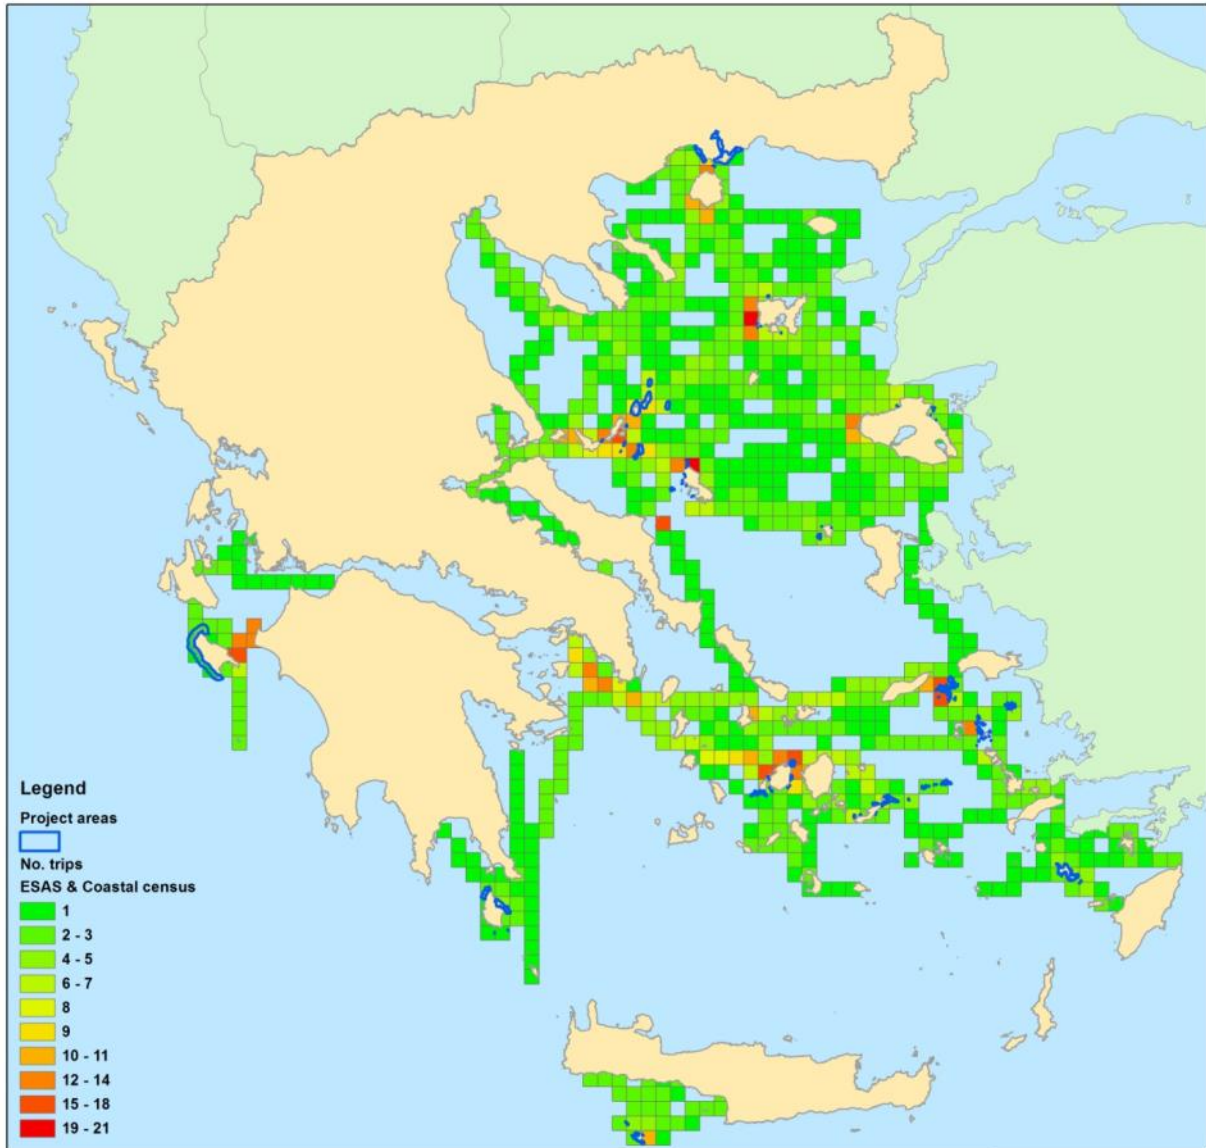 Legend
Project areas
No. trips
ESAS & Coastal census
1
2 - 3
4 - 5
6 - 7
8
9
10 - 11
12 - 14
15 - 18
19 - 21